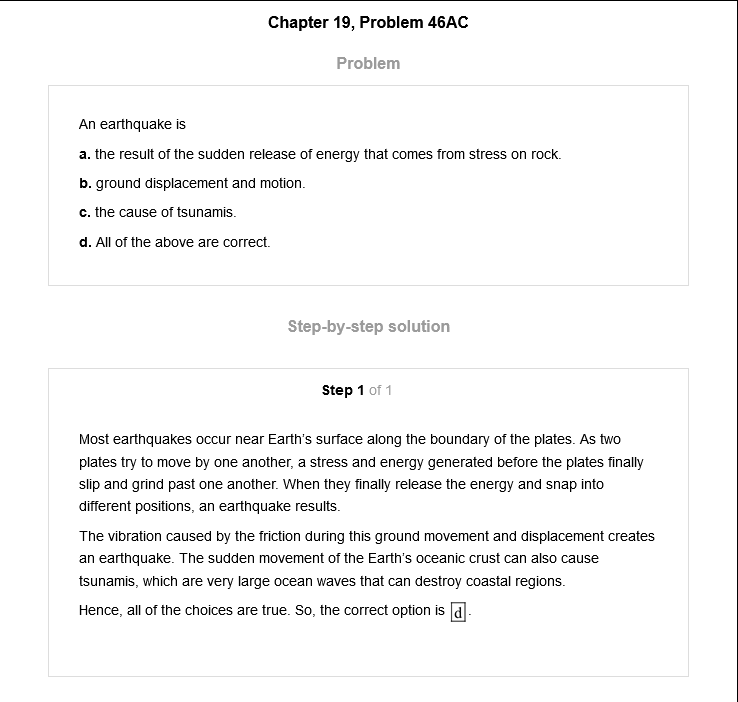 Chapter 19, Problem 46AC
Problem
An earthquake is
a. the result of the sudden release of energy that comes from stress on rock.
b. ground displacement and motion.
c. the cause of tsunamis.
d. All of the above are correct.
Step-by-step solution
Step 1 of 1
Most earthquakes occur near Earth's surface along the boundary of the plates. As two
plates try to move by one another, a stress and energy generated before the plates finally
slip and grind past one another. When they finally release the energy and snap into
different positions, an earthquake results.
The vibration caused by the friction during this ground movement and displacement creates
an earthquake. The sudden movement of the Earth's oceanic crust can also cause
tsunamis, which are very large ocean waves that can destroy coastal regions.
Hence, all of the choices are true. So, the correct option is d.